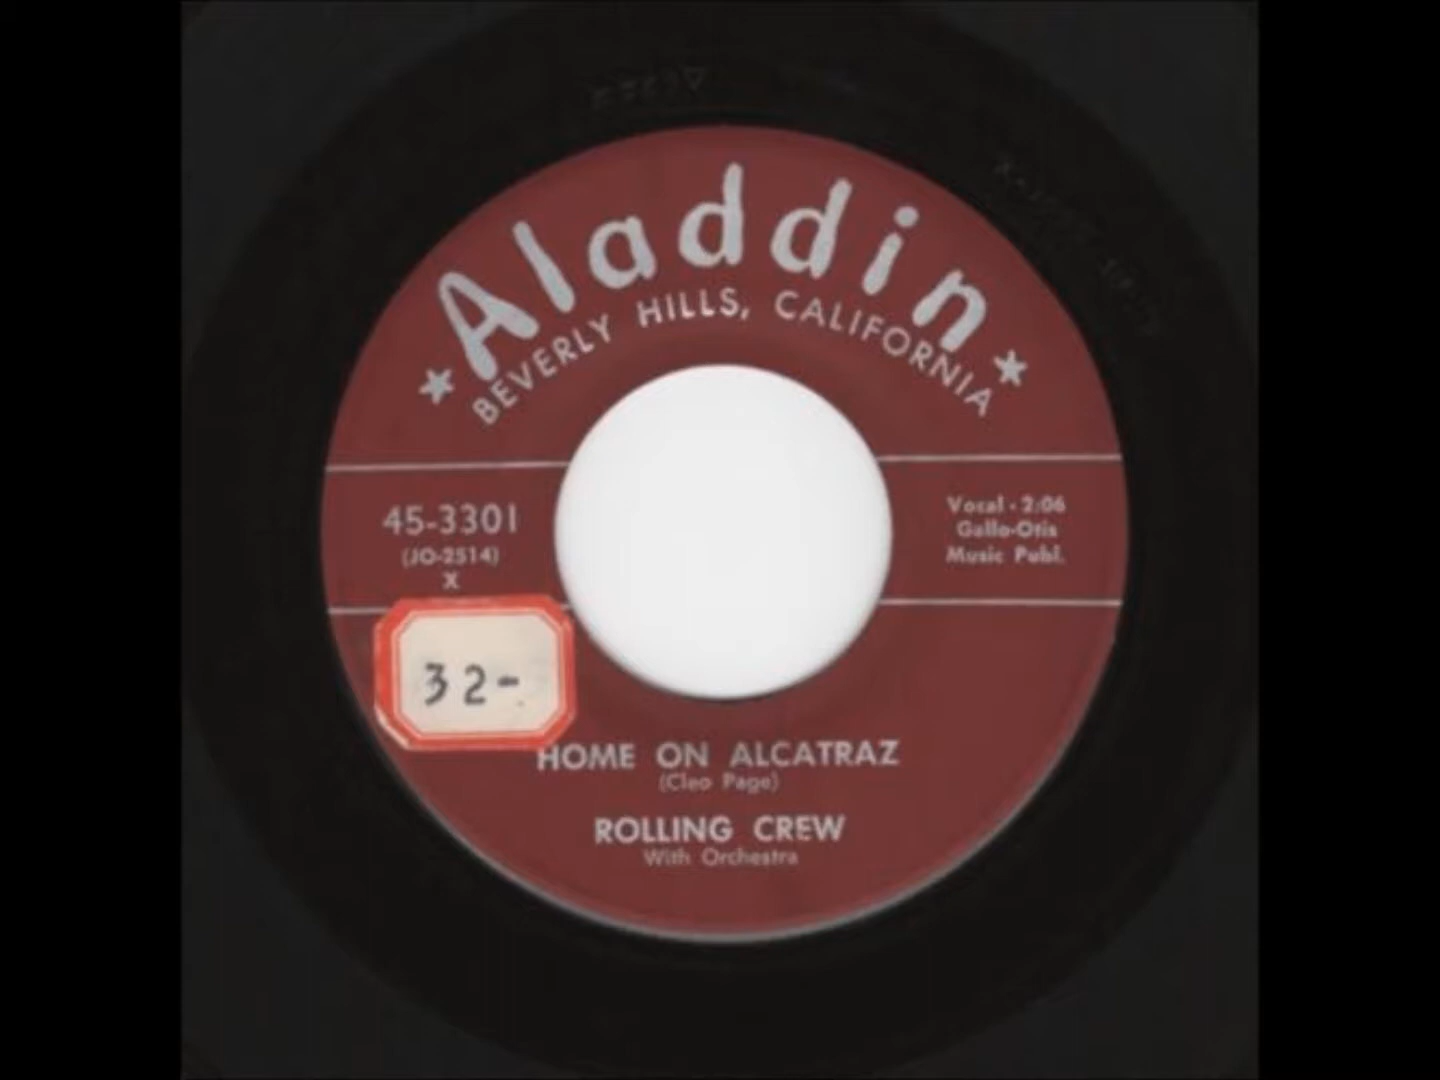 Aladdin
BEVERLY HILLS, CALIFORNIA
45-3301
(JO-2514)
X
Vocal - 2:06
Gallo-Otis
Music Publ.
32-
HOME ON ALCATRAZ
(Cleo Page)
ROLLING CREW
With Orchestra